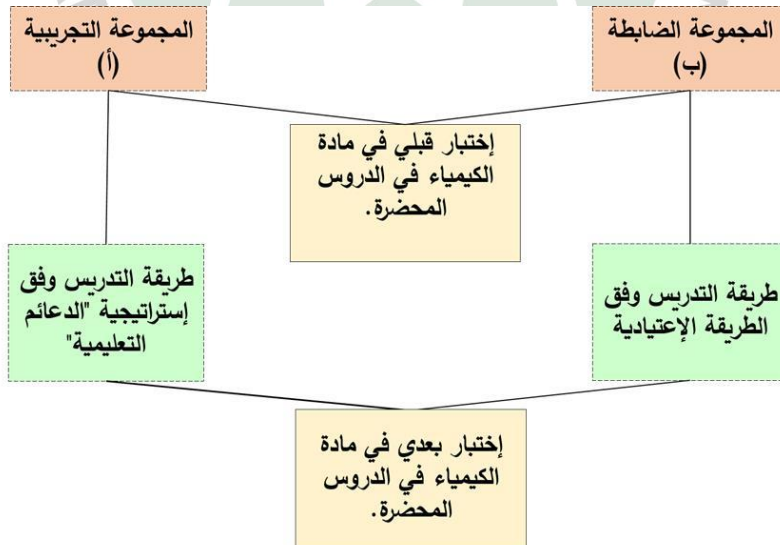 المجموعة الضابطة
(ب)
المجموعة التجريبية
(أ)
إختبار قبلي في مادة
الكيمياء في الدروس
المحضرة.
طريقة التدريس وفق
الطريقة الإعتيادية
طريقة التدريس وفق
إستراتيجية "الدعائم
التعليمية"
إختبار بعدي في مادة
الكيمياء في الدروس
المحضرة.